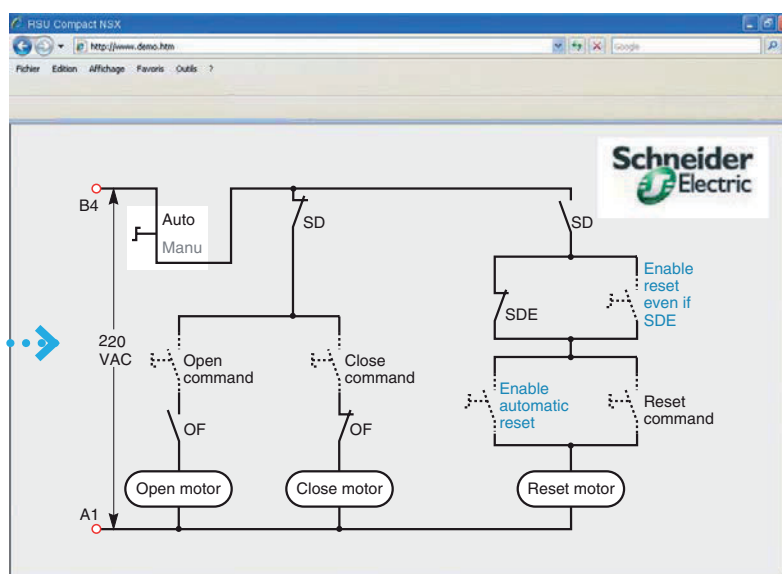 RSU Compact NSX
http://www.demo.htm
Google
Fichier Edition Affichage Favoris Outils ?
Schneider
Electric
B4
Auto
Manu
SD
SD
Enable
reset
even if
SDE
SDE
220
VAC
Open
command
Close
command
Enable
automatic
reset
Reset
command
OF
OF
Open motor
Close motor
Reset motor
A1